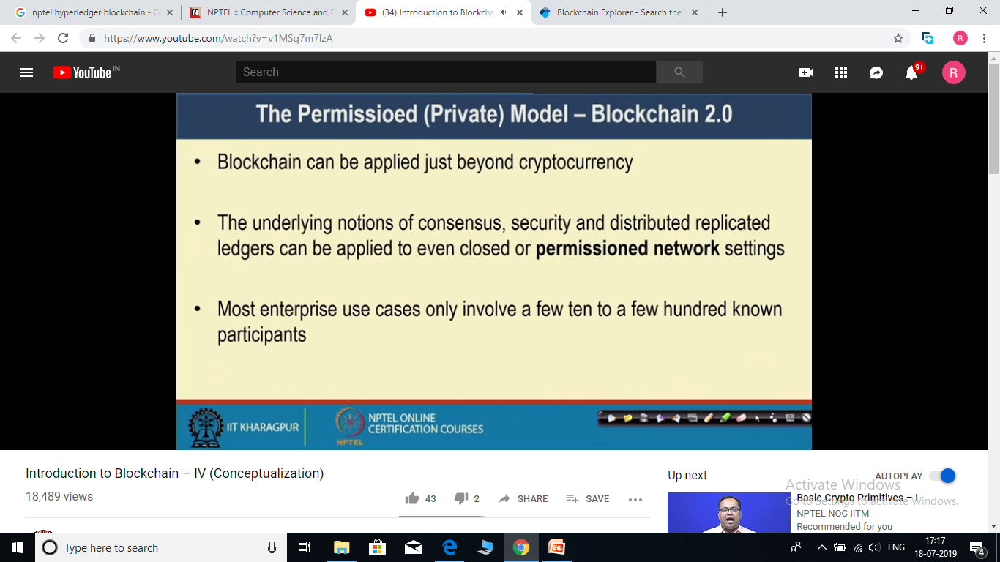 nptel hyperledger blockchain - G
NPTEL :: Computer Science and E
(34) Introduction to Blockcha
Blockchain Explorer - Search the
https://www.youtube.com/watch?v=v1MSq7m7lzA
R
YouTube IN
Search
9+
R
The Permissioed (Private) Model – Blockchain 2.0
• Blockchain can be applied just beyond cryptocurrency
• The underlying notions of consensus, security and distributed replicated
ledgers can be applied to even closed or permissioned network settings
• Most enterprise use cases only involve a few ten to a few hundred known
participants
IIT KHARAGPUR
NPTEL
NPTEL ONLINE
CERTIFICATION COURSES
Introduction to Blockchain – IV (Conceptualization)
18,489 views
43
2
SHARE
SAVE
Up next
AUTOPLAY
Activate Windows
Go to Settings to activate Windows.
Basic Crypto Primitives – I
NPTEL-NOC IITM
Recommended for you
Type here to search
ENG
17:17
18-07-2019
4